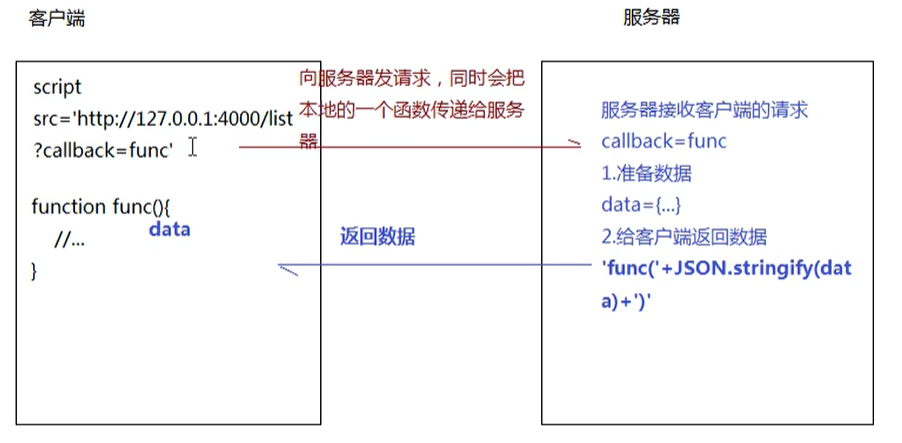 客户端
服务器
script
src='http://127.0.0.1:4000/list
?callback=func'
function func(){
data
//...
}
向服务器发请求，同时会把
本地的一个函数传递给服务
器
返回数据
服务器接收客户端的请求
callback=func
1.准备数据
data={...}
2.给客户端返回数据
'func('+JSON.stringify(dat
a)+')'